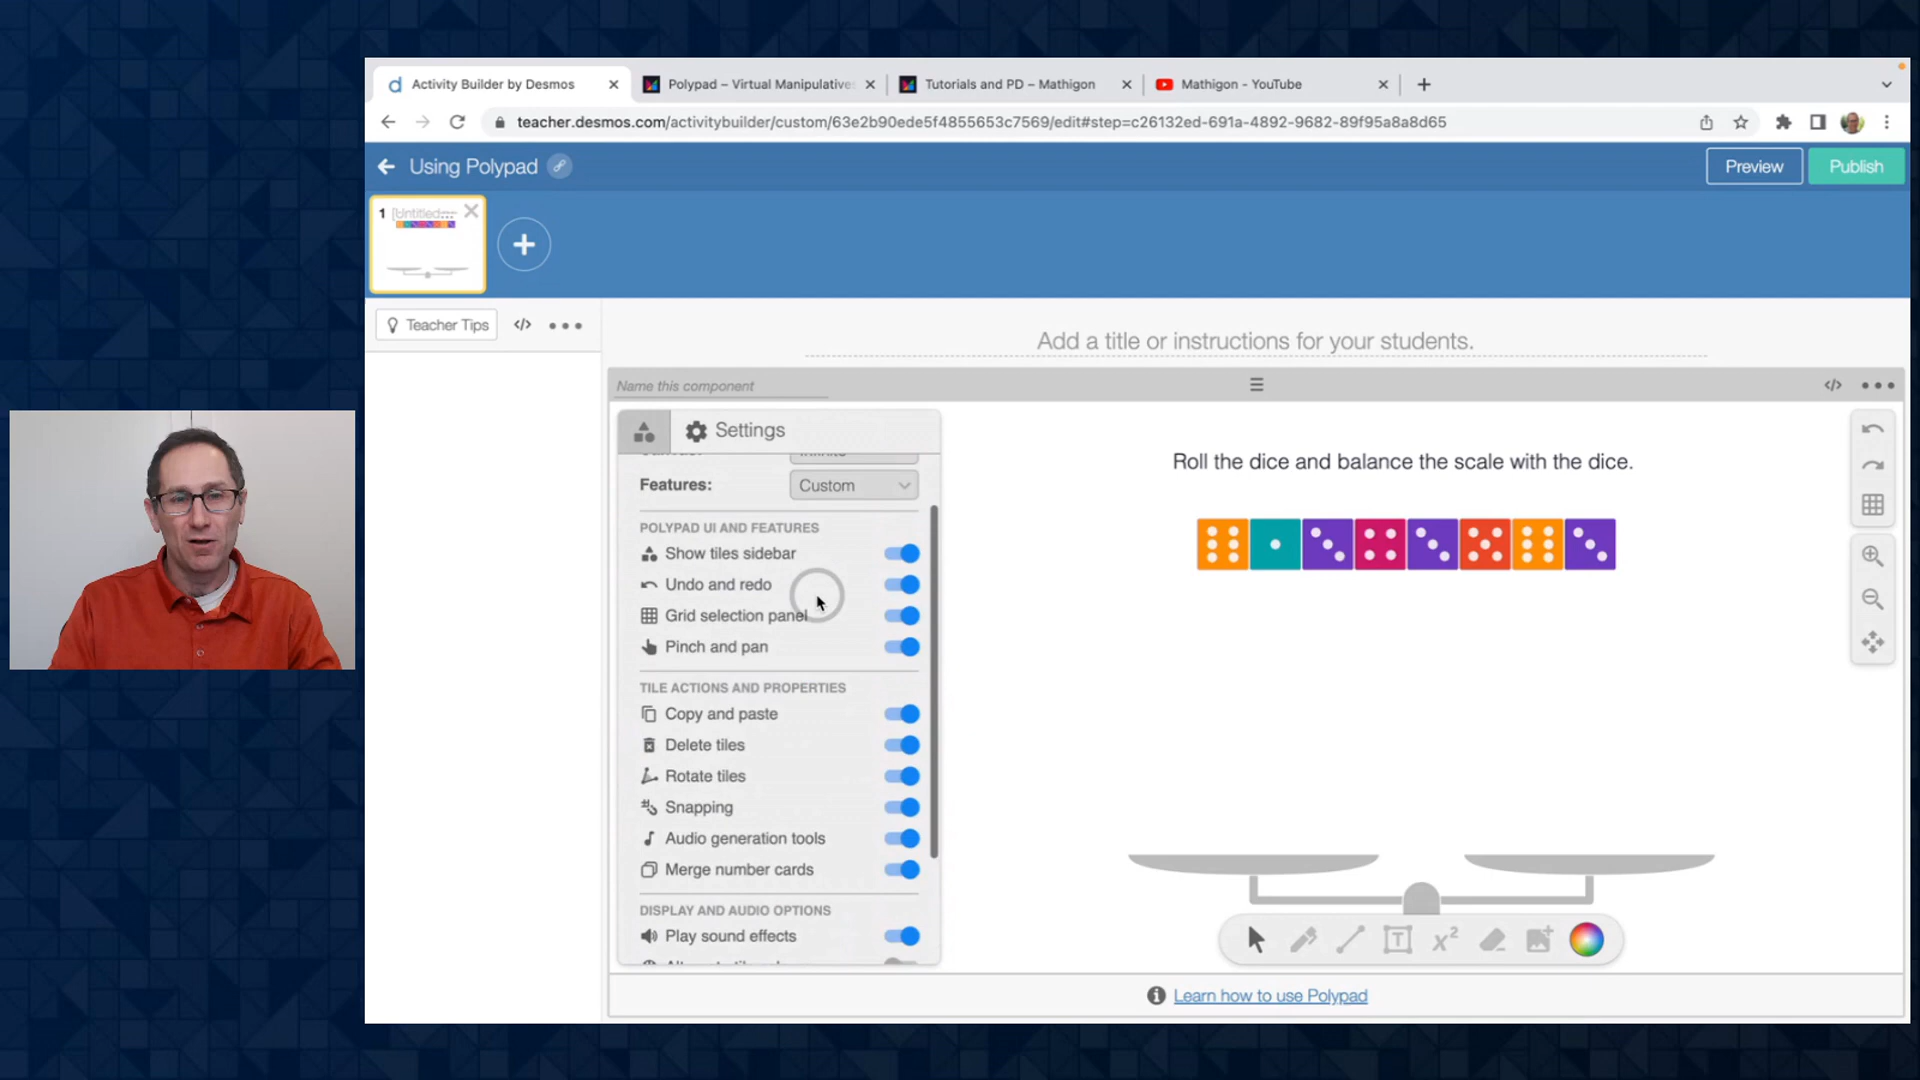 Activity Builder by Desmos
Polypad – Virtual Manipulatives
Tutorials and PD – Mathigon
Mathigon - YouTube
teacher.desmos.com/activitybuilder/custom/63e2b90ede5f4855653c7569/edit#step=c26132ed-691a-4892-9682-89f95a8a8d65
Using Polypad
Preview
Publish
1 [Untitled...
Teacher Tips
</>
Add a title or instructions for your students.
Name this component
</>
Settings
Features:
Custom
POLYPAD UI AND FEATURES
Show tiles sidebar
Undo and redo
Grid selection panel
Pinch and pan
TILE ACTIONS AND PROPERTIES
Copy and paste
Delete tiles
Rotate tiles
Snapping
Audio generation tools
Merge number cards
DISPLAY AND AUDIO OPTIONS
Play sound effects
Roll the dice and balance the scale with the dice.
T
x²
Learn how to use Polypad